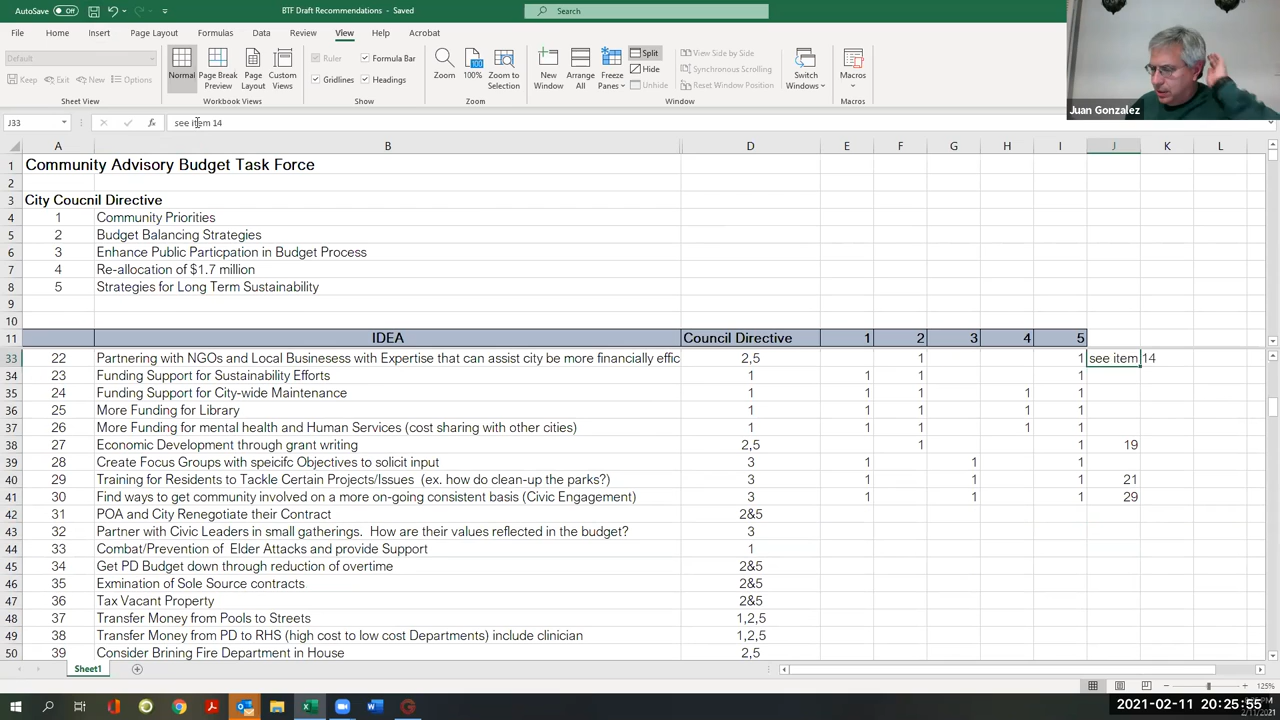 AutoSave Off BTF Draft Recommendations - Saved Search
File Home Insert Page Layout Formulas Data Review View Help Acrobat
Default
Keep Exit New Options
Sheet View
Normal Page Break Preview Page Layout Custom Views
Workbook Views
Ruler Formula Bar
Gridlines Headings
Show
Zoom 100% Zoom to Selection
Zoom
New Window Arrange All Freeze Panes
Split
Hide
Unhide
View Side by Side
Synchronous Scrolling
Reset Window Position
Window
Switch Windows
Macros
Macros
Juan Gonzalez
J33 fx see item 14
A B D E F G H I J K L
1 Community Advisory Budget Task Force
2
3 City Coucnil Directive
4 1 Community Priorities
5 2 Budget Balancing Strategies
6 3 Enhance Public Particpation in Budget Process
7 4 Re-allocation of $1.7 million
8 5 Strategies for Long Term Sustainability
9
10
11 IDEA Council Directive 1 2 3 4 5
33 22 Partnering with NGOs and Local Busineseess with Expertise that can assist city be more financially effic 2,5 1 1 see item 14
34 23 Funding Support for Sustainability Efforts 1 1 1 1
35 24 Funding Support for City-wide Maintenance 1 1 1 1 1
36 25 More Funding for Library 1 1 1 1 1
37 26 More Funding for mental health and Human Services (cost sharing with other cities) 1 1 1 1 1
38 27 Economic Development through grant writing 2,5 1 1 19
39 28 Create Focus Groups with speicifc Objectives to solicit input 3 1 1 1
40 29 Training for Residents to Tackle Certain Projects/Issues (ex. how do clean-up the parks?) 3 1 1 1 21
41 30 Find ways to get community involved on a more on-going consistent basis (Civic Engagement) 3 1 1 1 29
42 31 POA and City Renegotiate their Contract 2&5
43 32 Partner with Civic Leaders in small gatherings. How are their values reflected in the budget? 3
44 33 Combat/Prevention of Elder Attacks and provide Support 1
45 34 Get PD Budget down through reduction of overtime 2&5
46 35 Exmination of Sole Source contracts 2&5
47 36 Tax Vacant Property 2&5
48 37 Transfer Money from Pools to Streets 1,2,5
49 38 Transfer Money from PD to RHS (high cost to low cost Departments) include clinician 1,2,5
50 39 Consider Brining Fire Department in House 2,5
Sheet1
125%
2021-02-11 20:25:55
2/11/2021